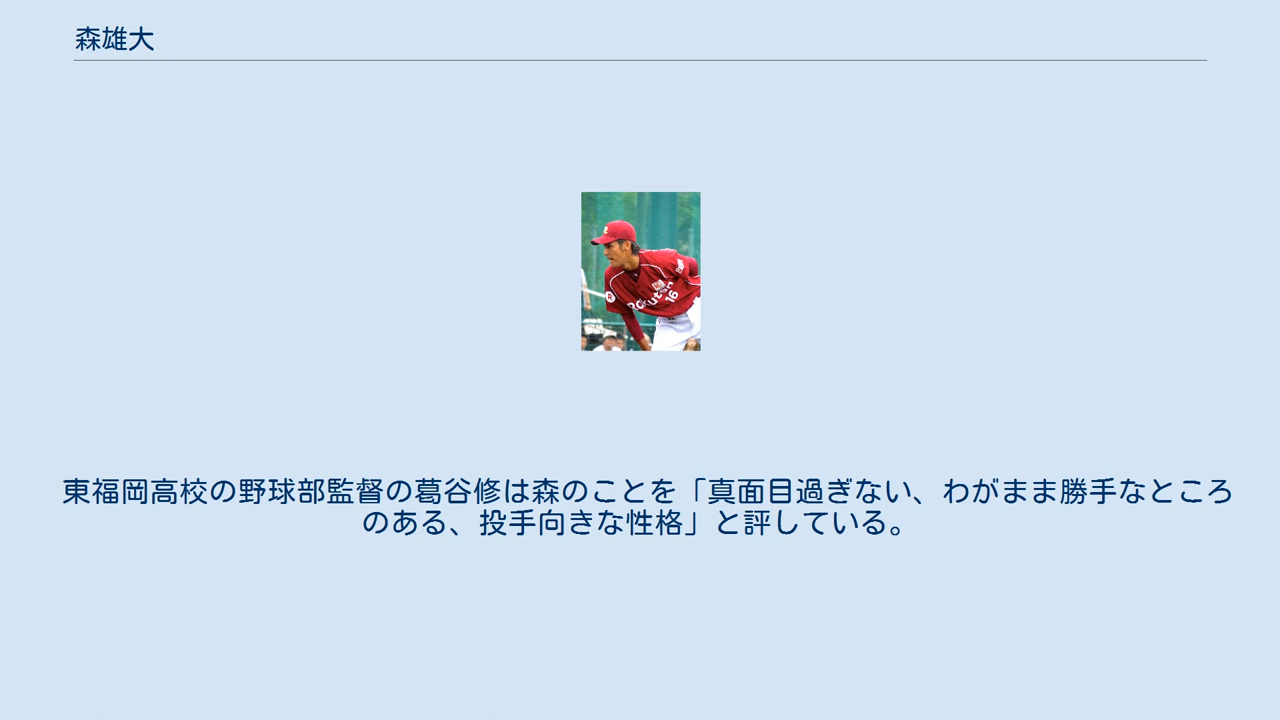 森雄大
Rakuten
16
R
東福岡高校の野球部監督の葛谷修は森のことを「真面目過ぎない、わがまま勝手なところ
のある、投手向きな性格」と評している。